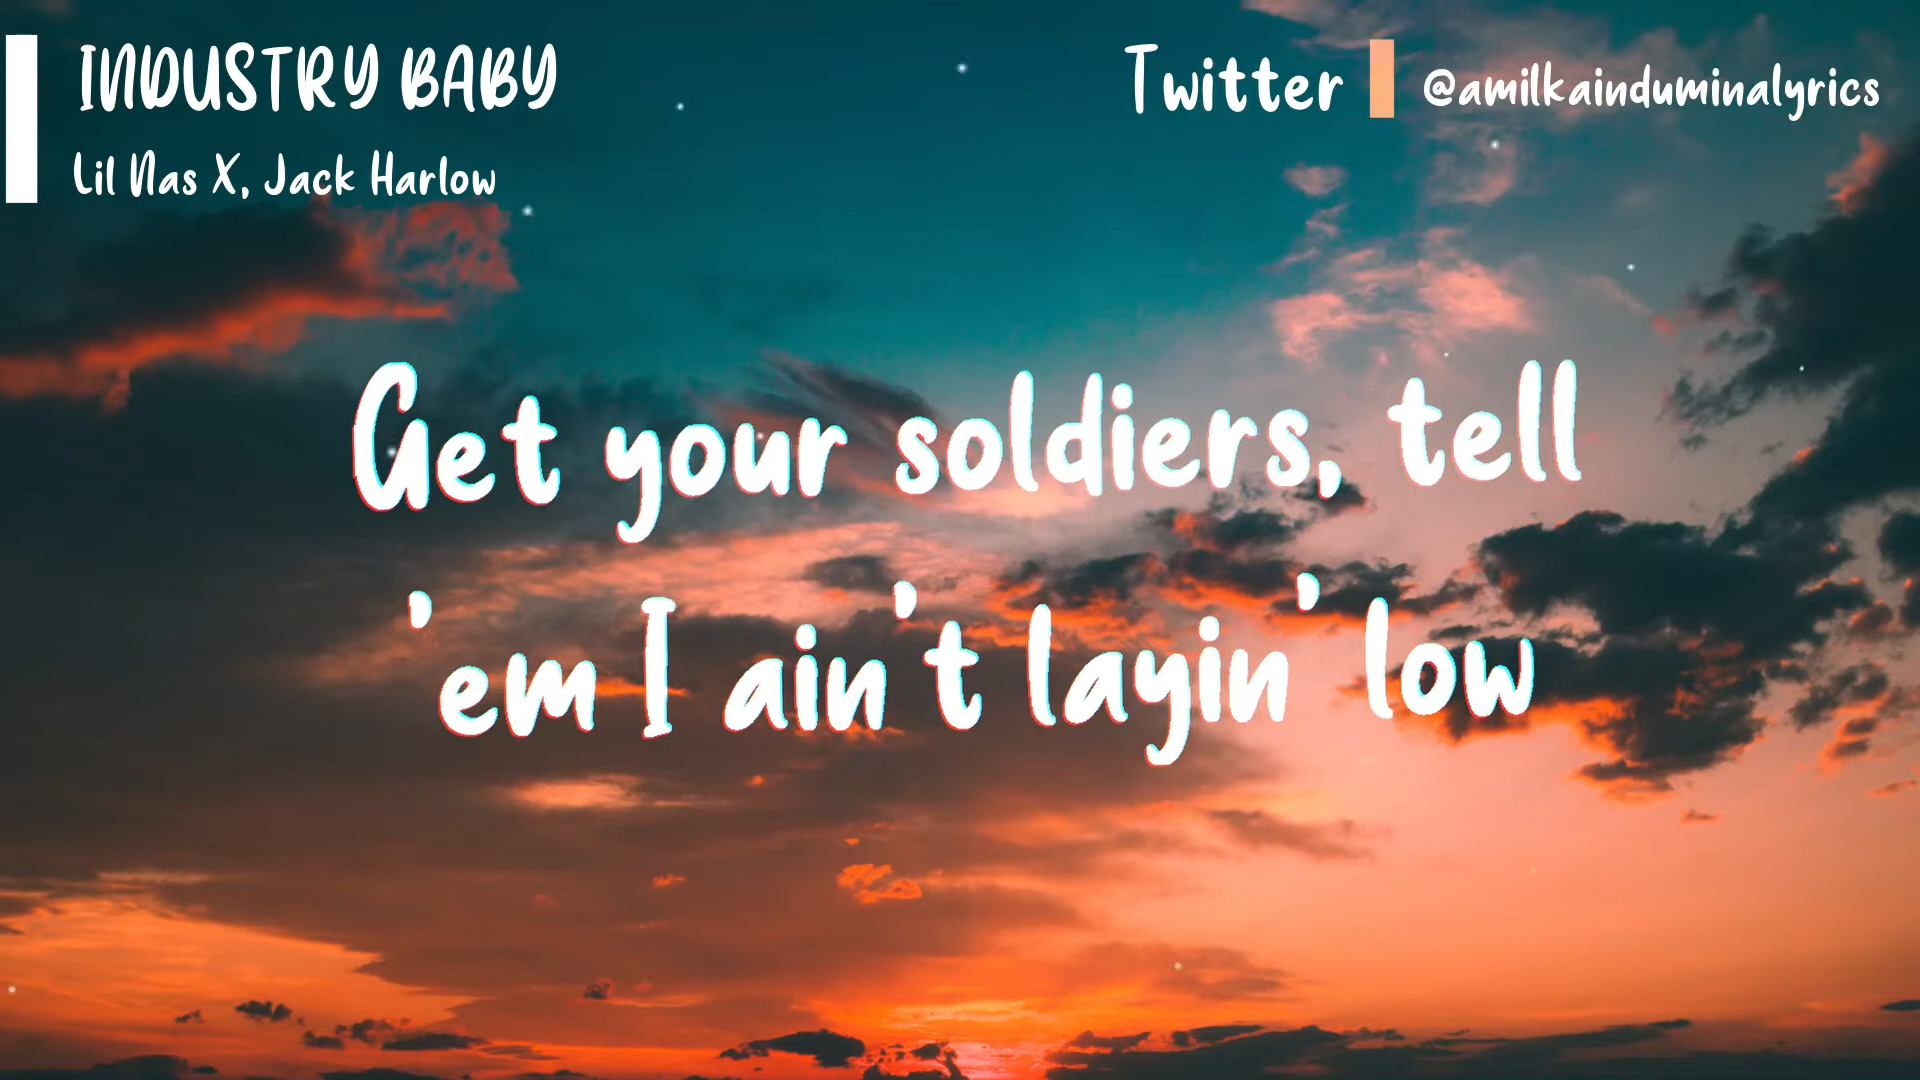 INDUSTRY BABY
Lil Nas X, Jack Harlow
Twitter @amilkainduminalyrics
Get your soldiers, tell
'em I ain't layin' low